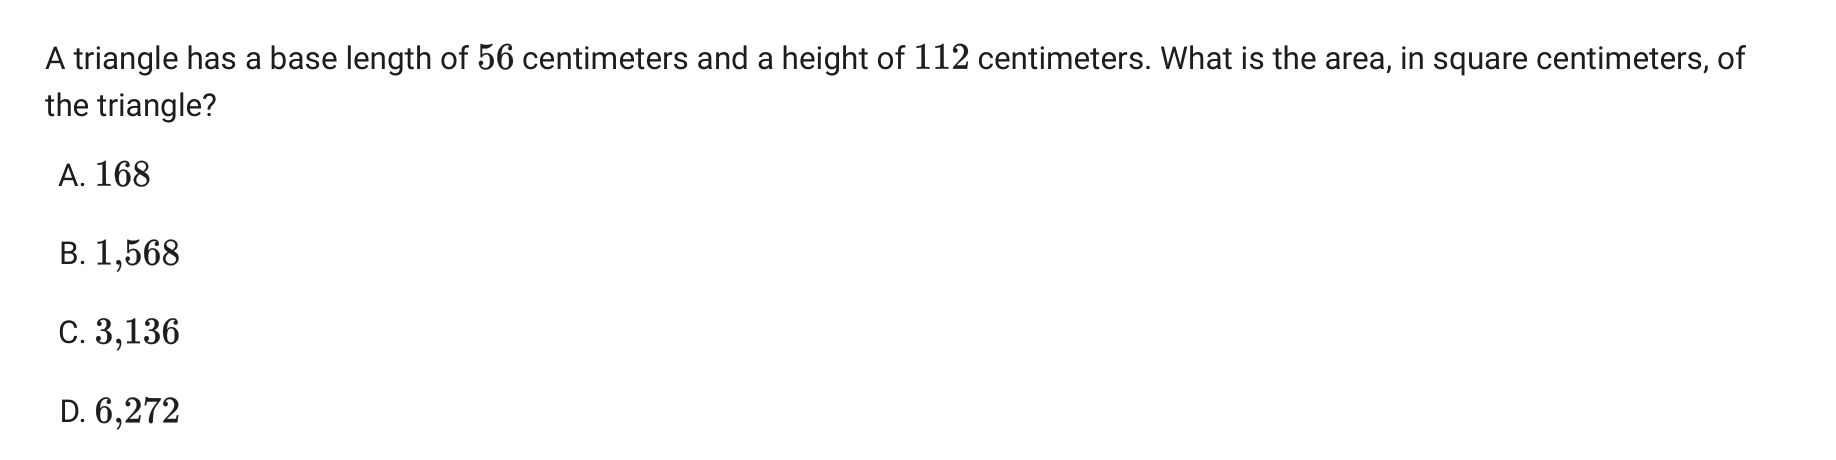 A triangle has a base length of 56 centimeters and a height of 112 centimeters. What is the area, in square centimeters, of
the triangle?
A. 168
B. 1,568
C. 3,136
D. 6,272